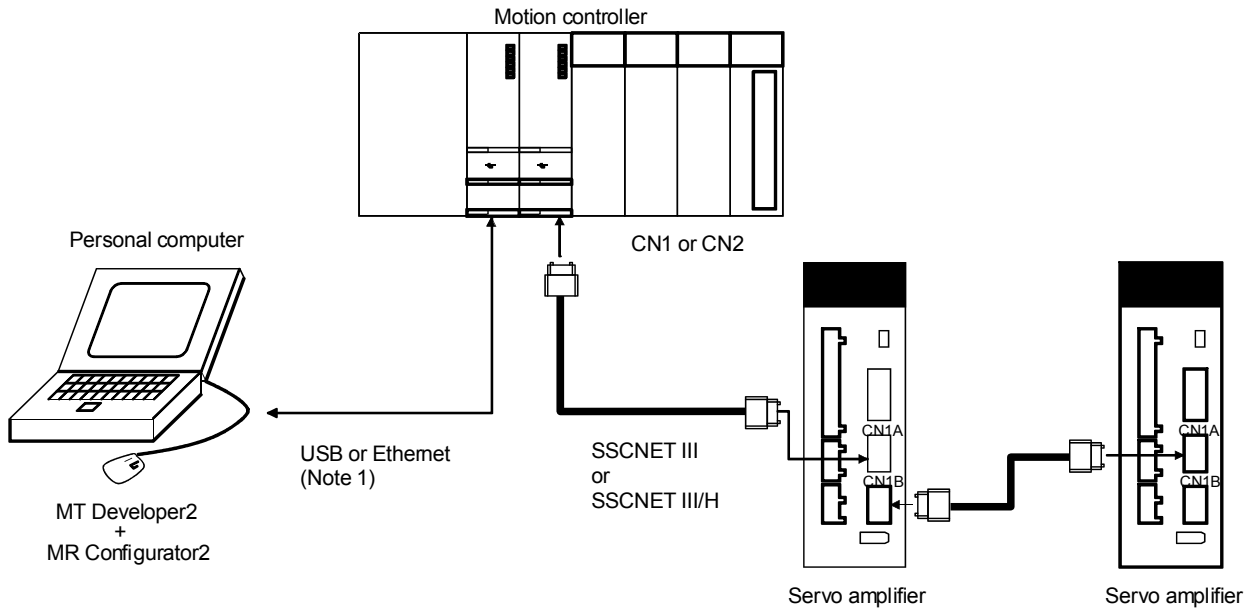 Motion controller
CN1 or CN2
Personal computer
USB or Ethernet
(Note 1)
MT Developer2
+
MR Configurator2
SSCNET III
or
SSCNET III/H
CN1A
CN1B
Servo amplifier
CN1A
CN1B
Servo amplifier